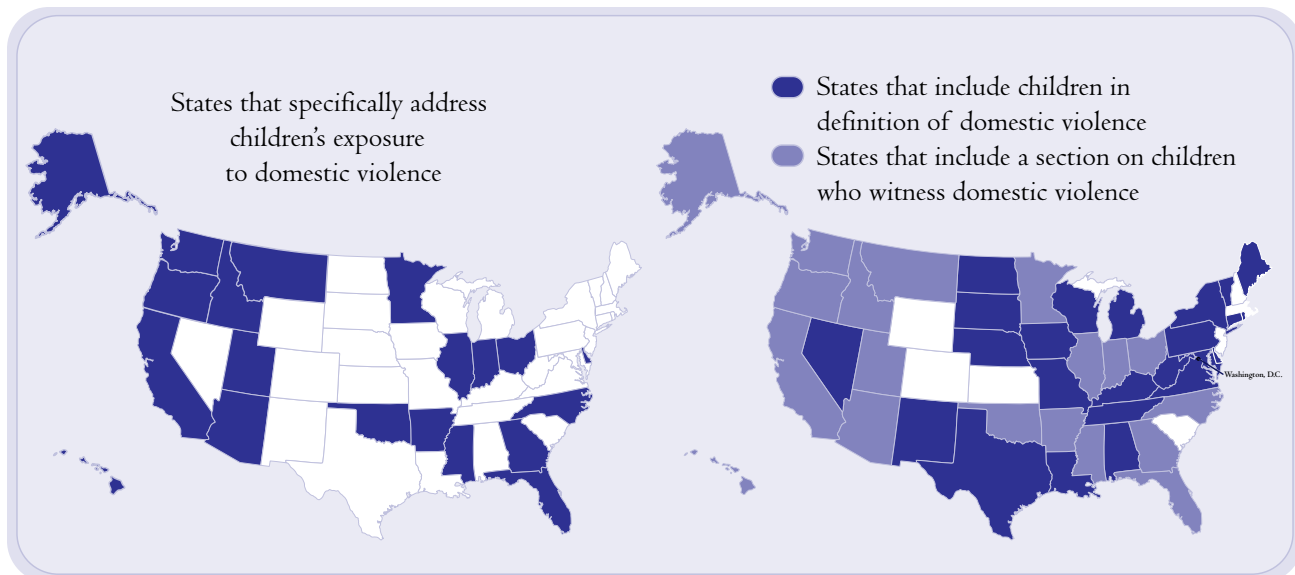 States that specifically address
children's exposure
to domestic violence
States that include children in
definition of domestic violence
States that include a section on children
who witness domestic violence
Washington, D.C.